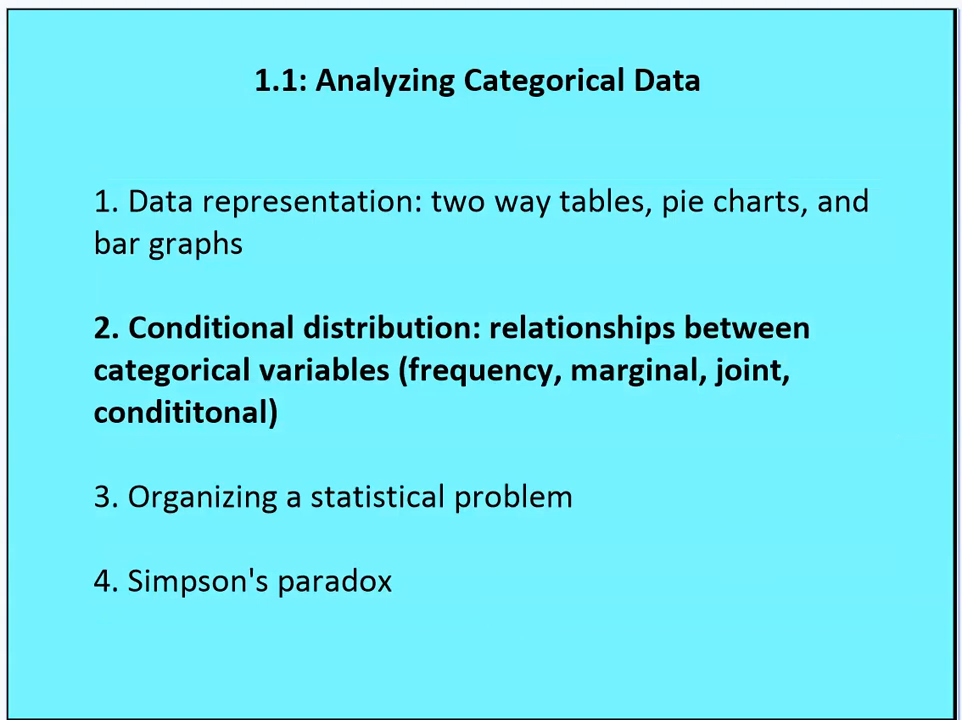 1.1: Analyzing Categorical Data
1. Data representation: two way tables, pie charts, and
bar graphs
2. Conditional distribution: relationships between
categorical variables (frequency, marginal, joint,
condititonal)
3. Organizing a statistical problem
4. Simpson's paradox